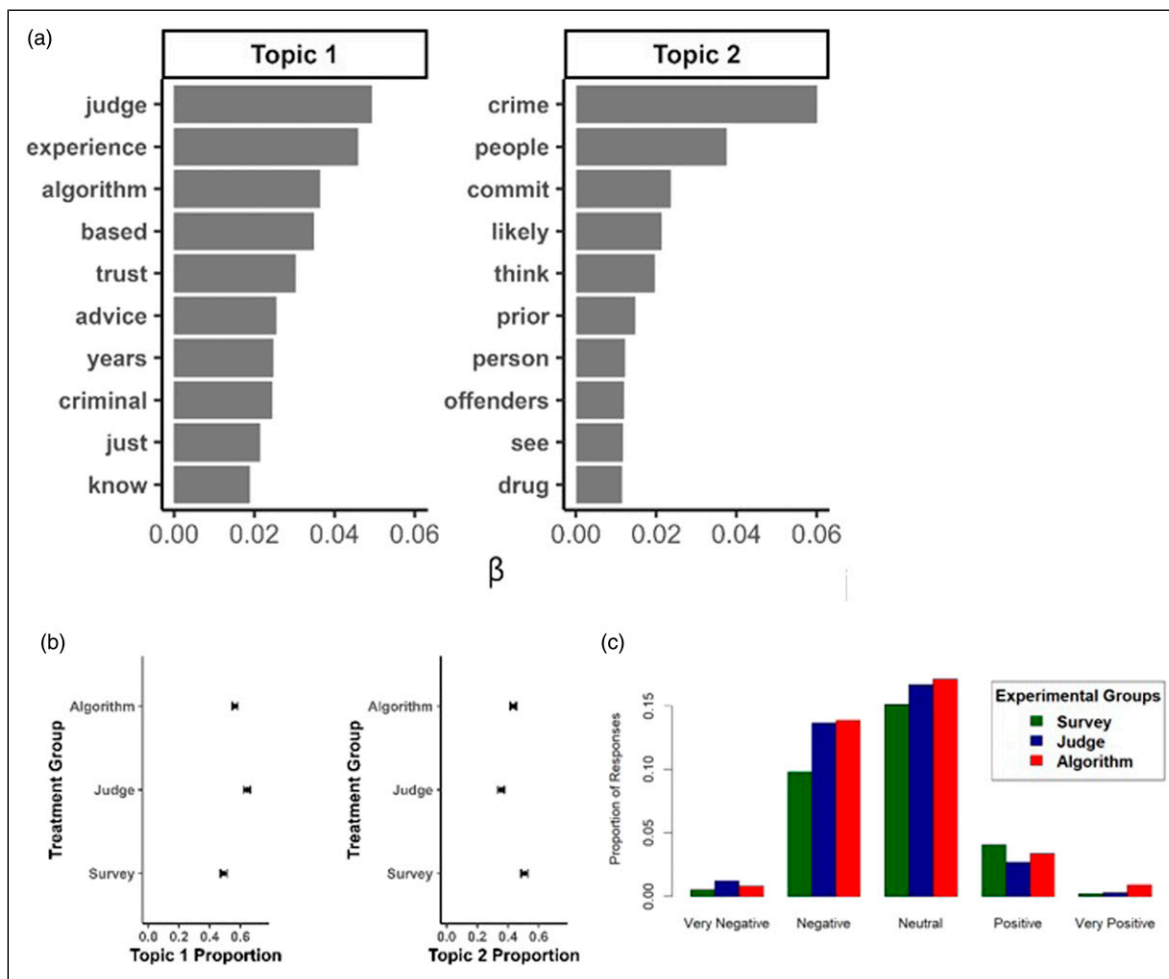 (a)
Topic 1
judge
experience
algorithm
based
trust
advice
years
criminal
just
know
0.00 0.02 0.04 0.06
Topic 2
crime
people
commit
likely
think
prior
person
offenders
see
drug
0.00 0.02 0.04 0.06
β
(b)
Treatment Group
Algorithm
Judge
Survey
0.0 0.2 0.4 0.6
Topic 1 Proportion
Treatment Group
Algorithm
Judge
Survey
0.0 0.2 0.4 0.6
Topic 2 Proportion
(c)
Proportion of Responses
0.15
0.10
0.05
0.00
Experimental Groups
Survey
Judge
Algorithm
Very Negative Negative Neutral Positive Very Positive